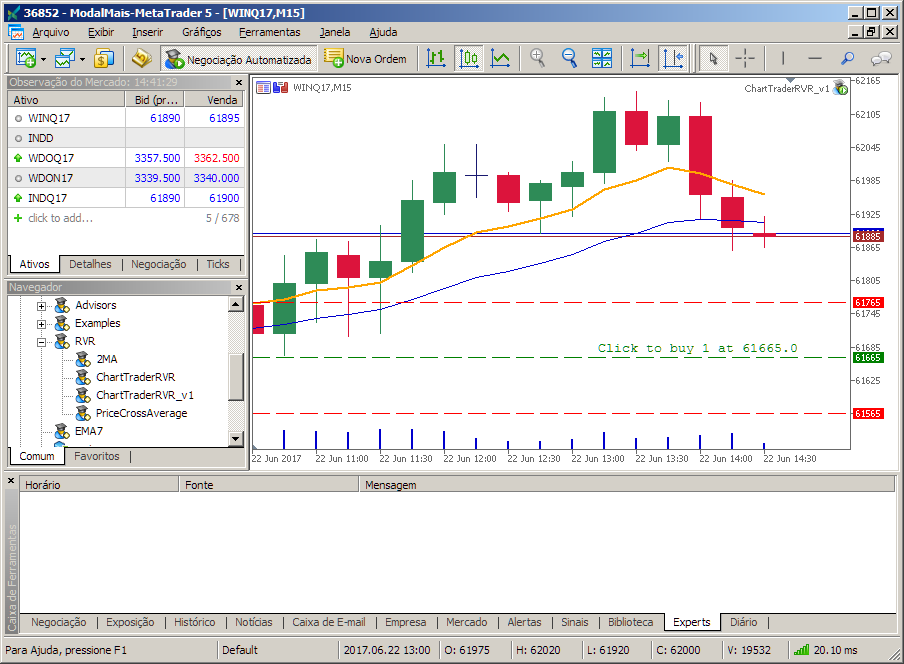 36852 - ModalMais-MetaTrader 5 - [WINQ17,M15]
Arquivo Exibir Inserir Gráficos Ferramentas Janela Ajuda
Negociação Automatizada Nova Ordem
Observação do Mercado: 14:41:29
Ativo Bid (pr... Venda
WINQ17 61890 61895
INDD
WDOQ17 3357.500 3362.500
WDON17 3339.500 3340.000
INDQ17 61890 61900
click to add... 5 / 678
Ativos Detalhes Negociação Ticks
Navegador
Advisors
Examples
RVR
2MA
ChartTraderRVR
ChartTraderRVR_v1
PriceCrossAverage
EMA7
Comum Favoritos
WINQ17,M15
ChartTraderRVR_v1
62165
62105
62045
61985
61925
61885
61865
61805
61765
61745
61685
Click to buy 1 at 61665.0
61665
61625
61565
22 Jun 2017 22 Jun 11:00 22 Jun 11:30 22 Jun 12:00 22 Jun 12:30 22 Jun 13:00 22 Jun 13:30 22 Jun 14:00 22 Jun 14:30
Horário Fonte Mensagem
Caixa de Ferramentas
Negociação Exposição Histórico Notícias Caixa de E-mail Empresa Mercado Alertas Sinais Biblioteca Experts Diário
Para Ajuda, pressione F1 Default 2017.06.22 13:00 O: 61975 H: 62020 L: 61920 C: 62000 V: 19532 20.10 ms